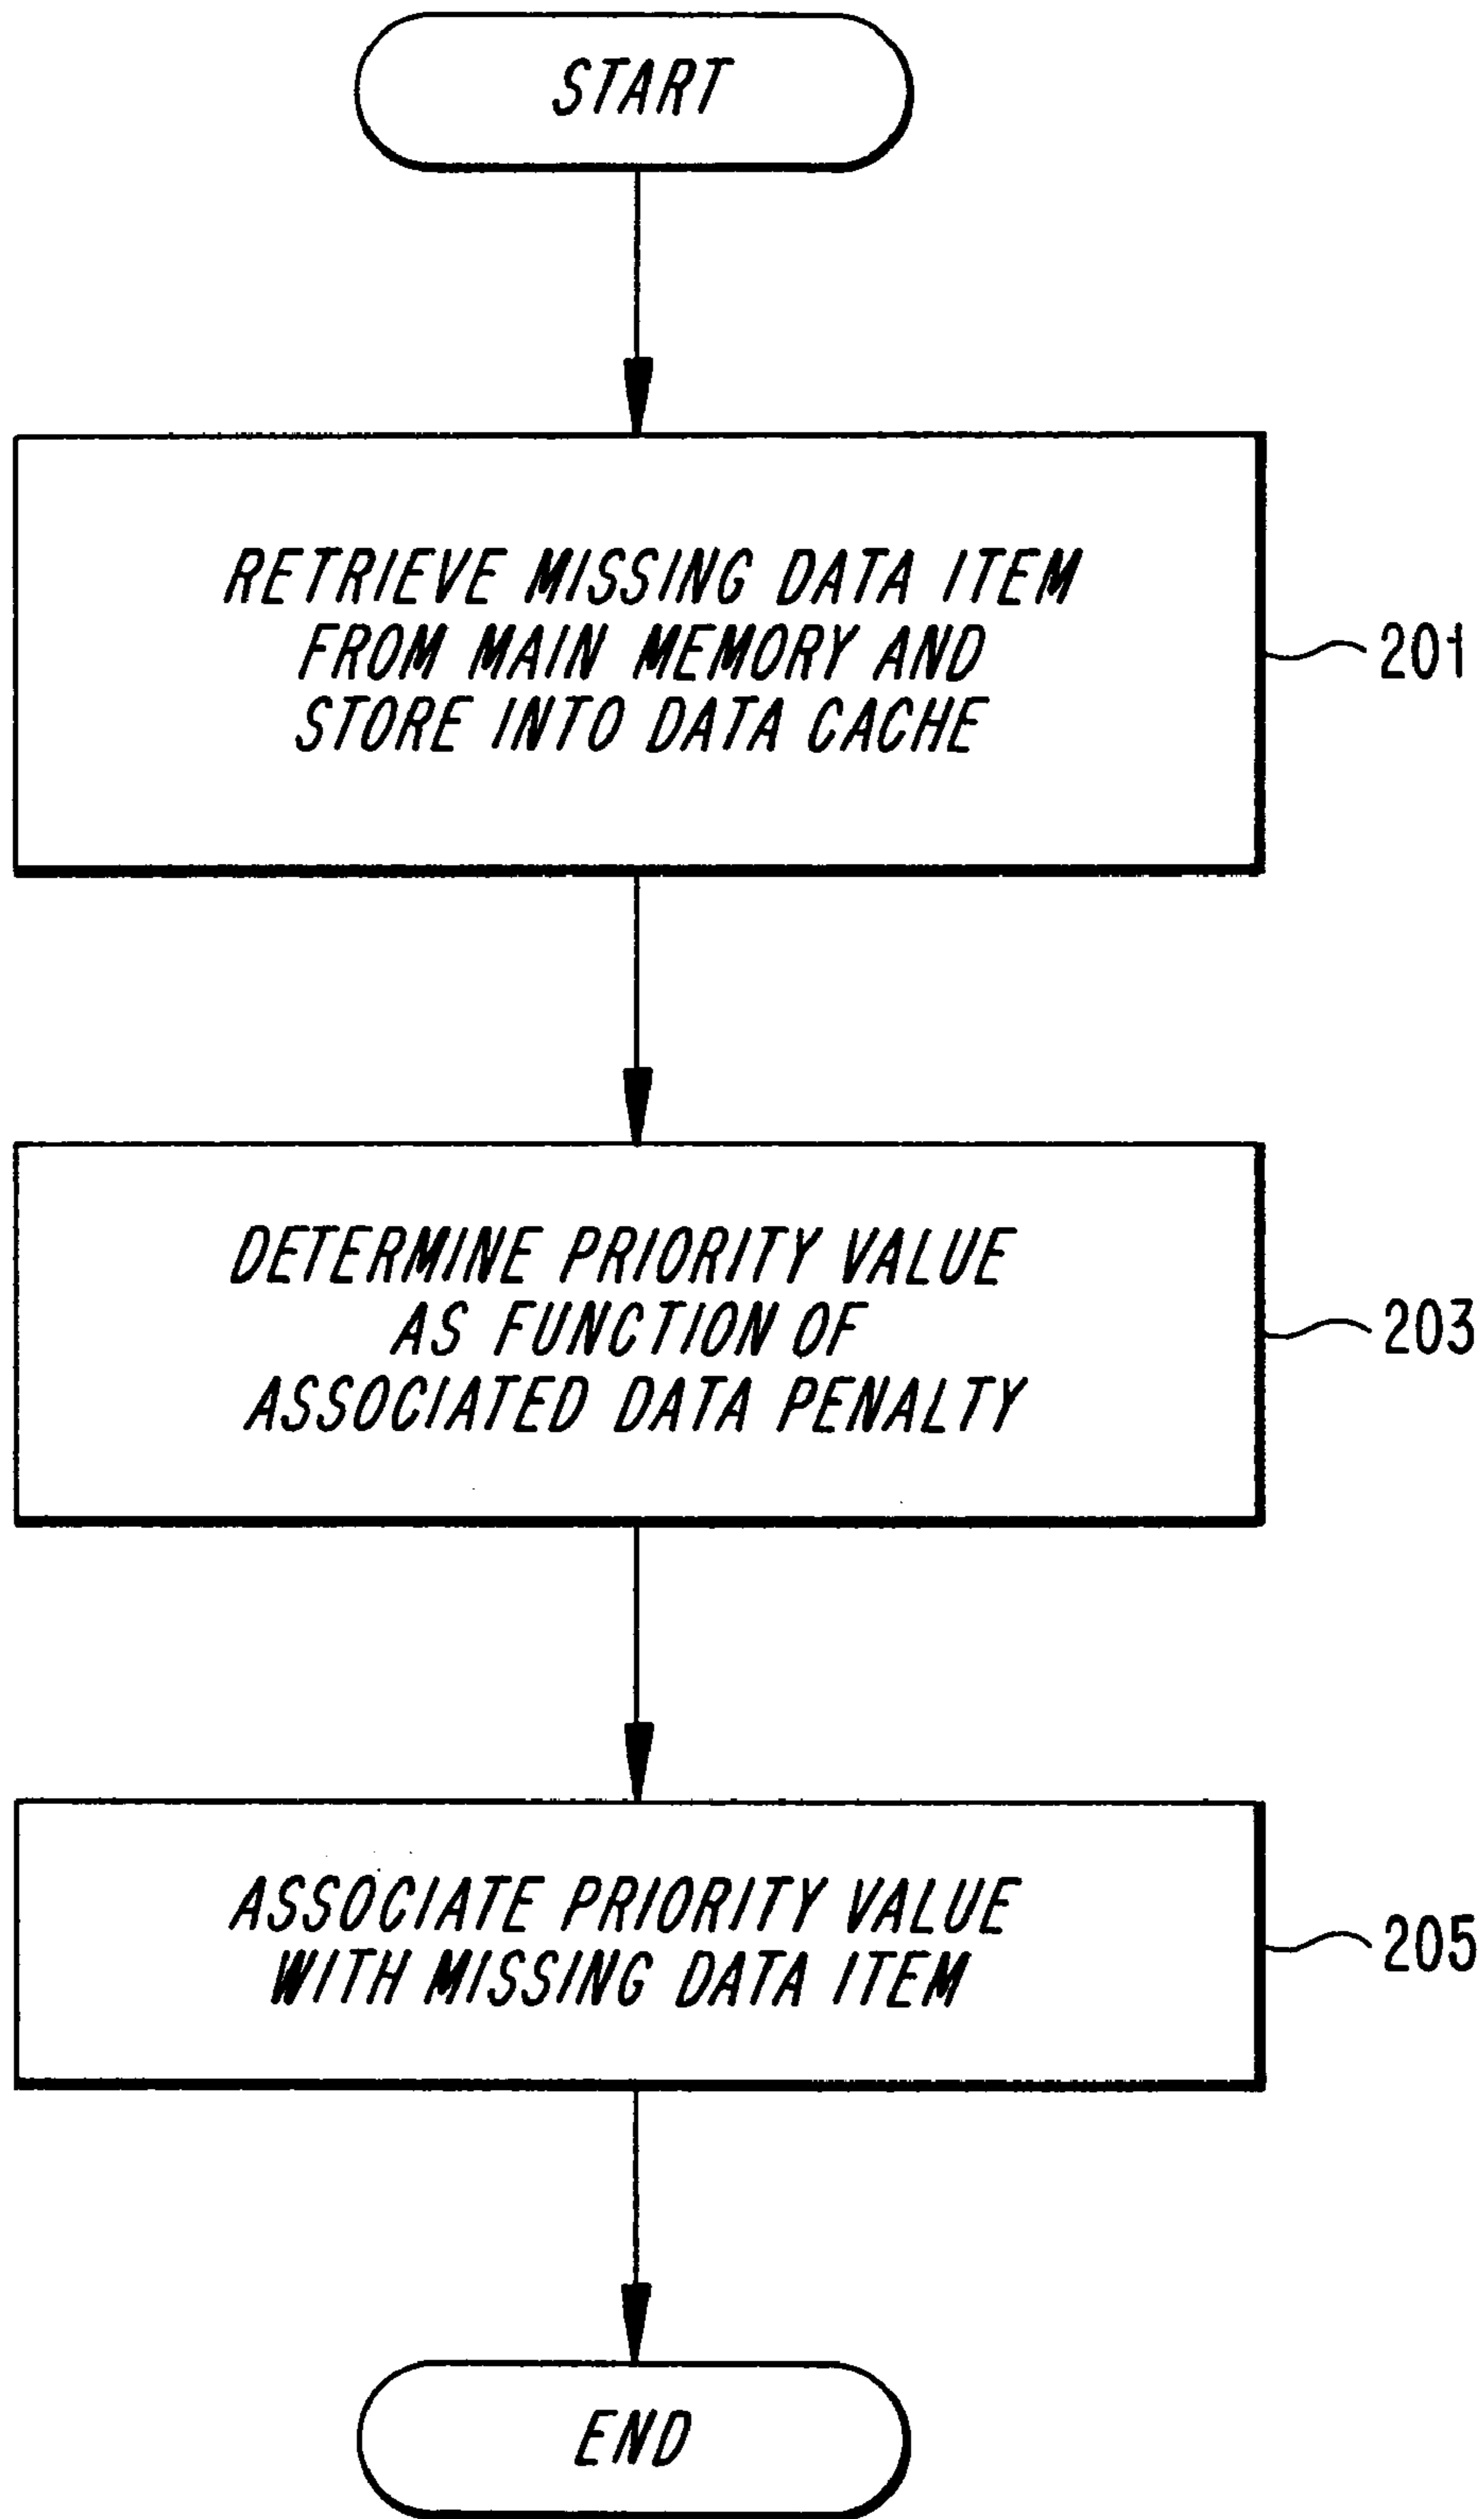 START
RETRIEVE MISSING DATA ITEM
FROM MAIN MEMORY AND
STORE INTO DATA CACHE
201
DETERMINE PRIORITY VALUE
AS FUNCTION OF
ASSOCIATED DATA PENALTY
203
ASSOCIATE PRIORITY VALUE
WITH MISSING DATA ITEM
205
END